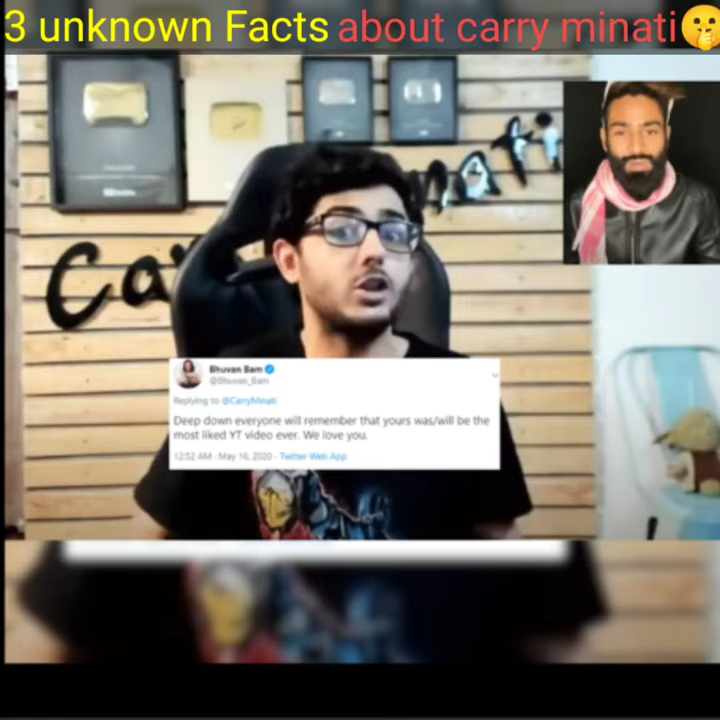 3 unknown Facts about carry minati🤫
Ca
nati
Bhuvan Bam
@Bhuvan_Bam
Replying to @CarryMinati
Deep down everyone will remember that yours was/will be the
most liked YT video ever. We love you.
12:52 AM · May 16, 2020 · Twitter Web App